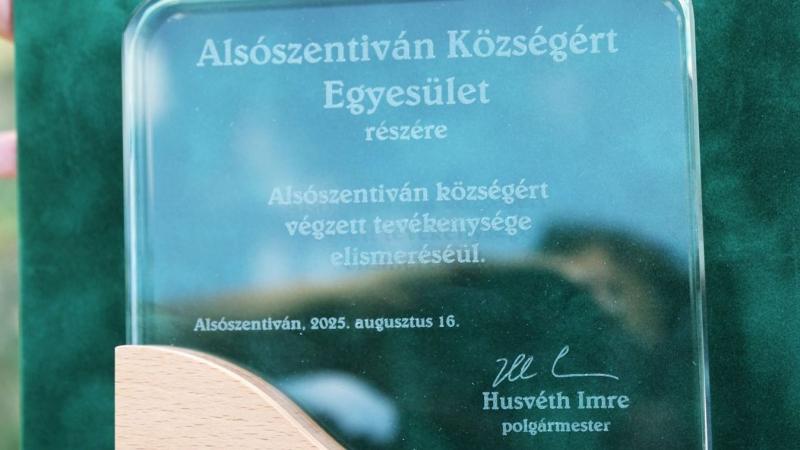 Alsószentiván Községért
Egyesület
részére
Alsószentiván községért
végzett tevékenysége
elismeréséül.
Alsószentiván, 2025. augusztus 16.
Husvéth Imre
polgármester